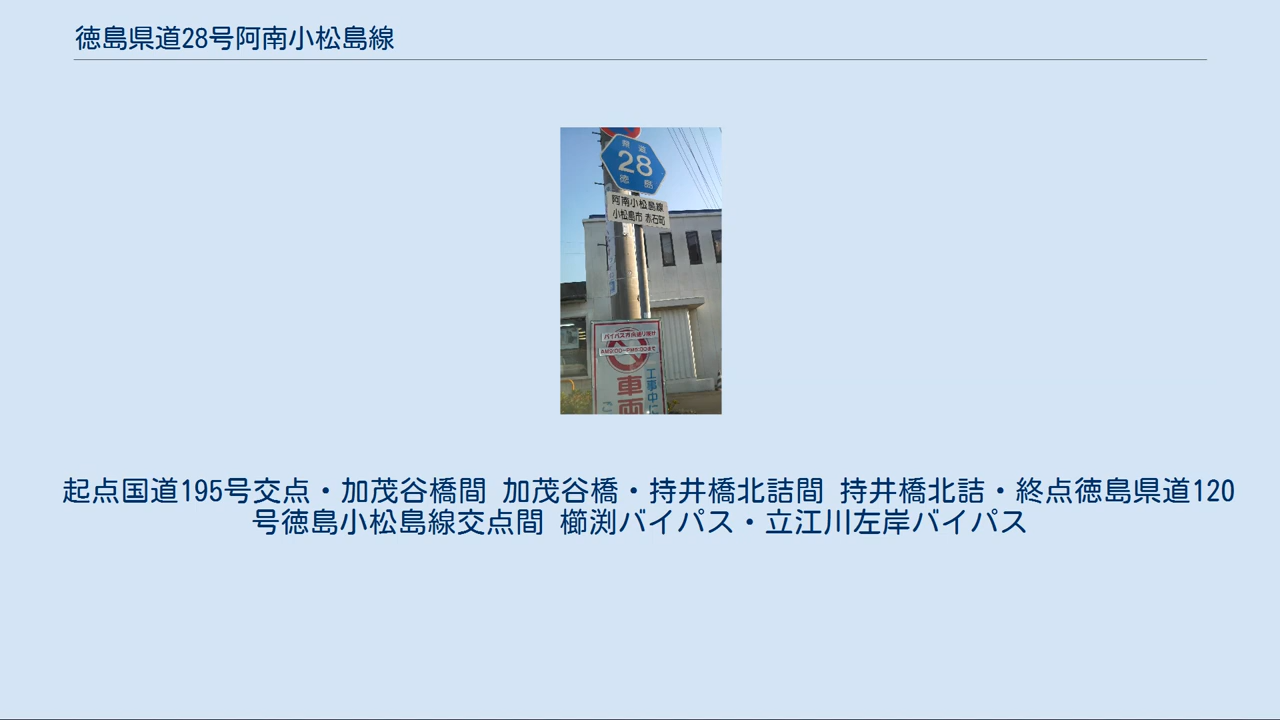 徳島県道28号阿南小松島線
県道
28
徳島
阿南小松島線
小松島市 赤石町
工事中に
車両
起点国道195号交点・加茂谷橋間 加茂谷橋・持井橋北詰間 持井橋北詰・終点徳島県道120
号徳島小松島線交点間 櫛渕バイパス・立江川左岸バイパス